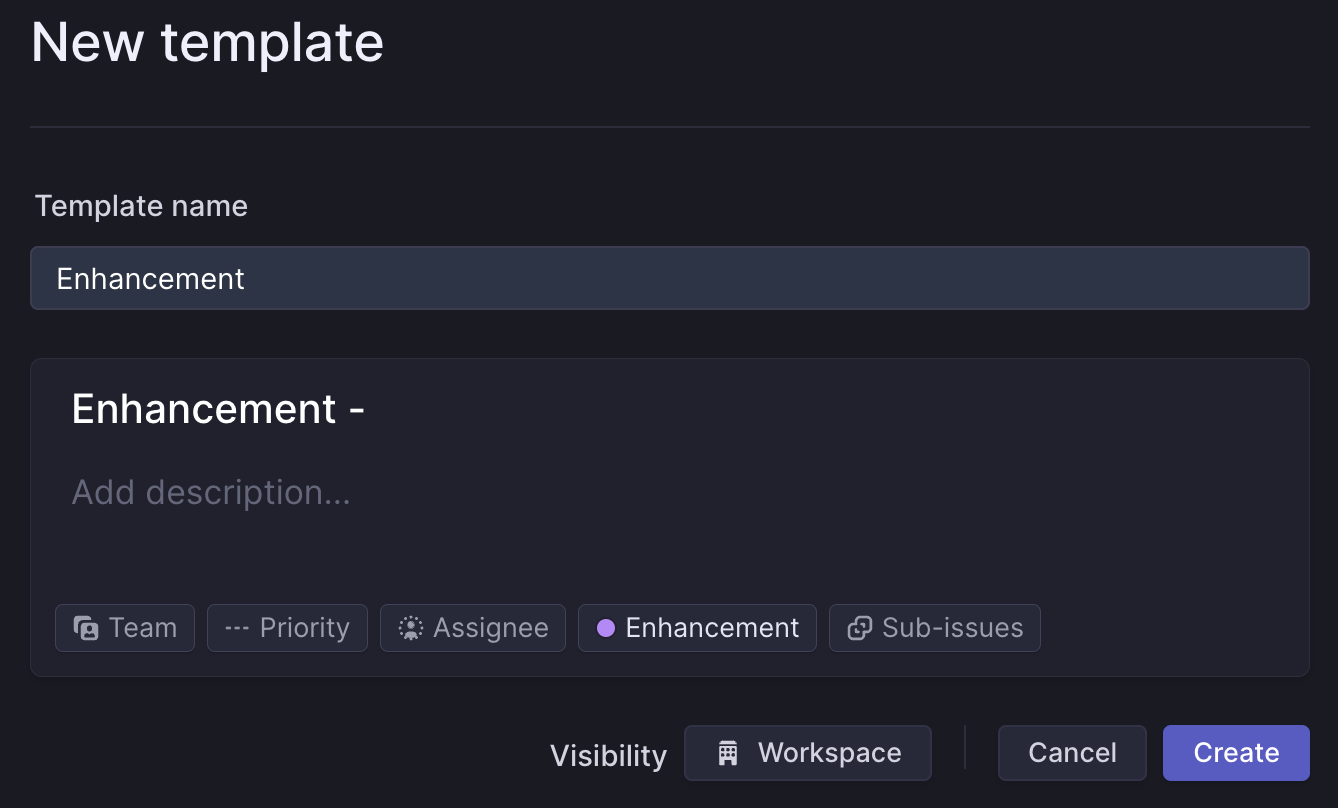 New template
Template name
Enhancement
Enhancement -
Add description...
Team --- Priority Assignee Enhancement Sub-issues
Visibility Workspace Cancel Create